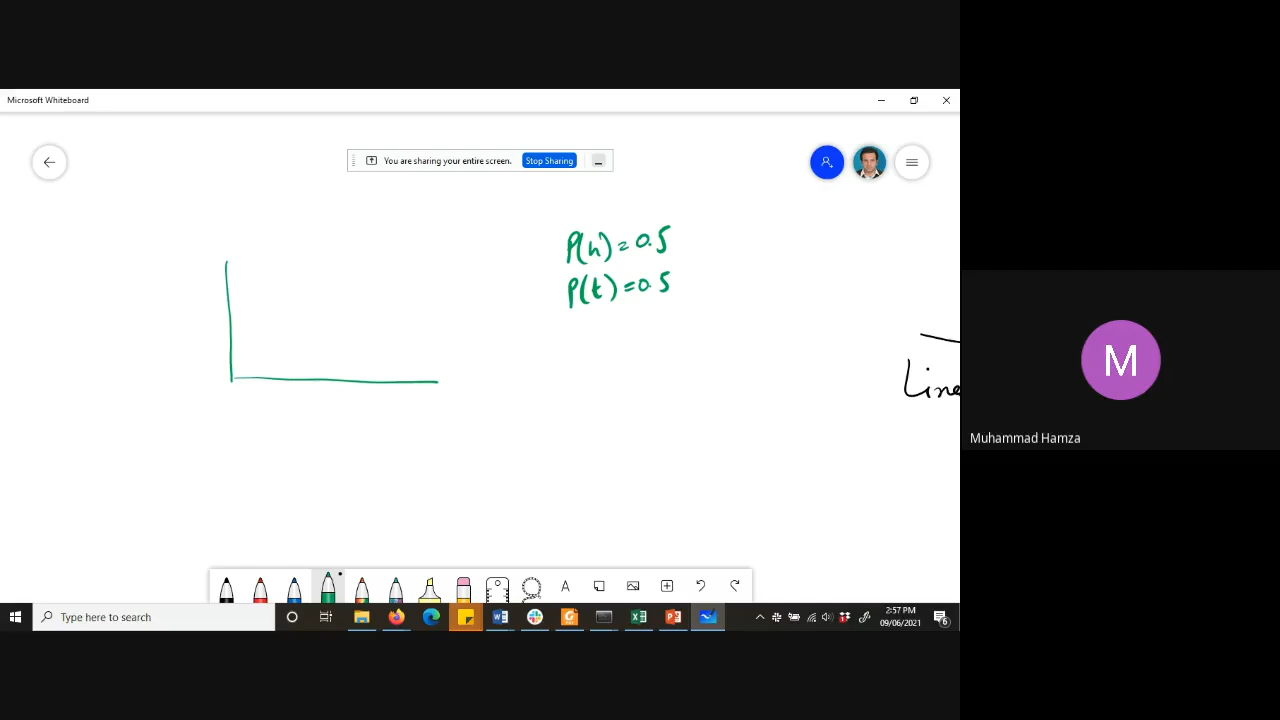 Microsoft Whiteboard
You are sharing your entire screen. Stop Sharing
P(h) = 0.5
P(t) = 0.5
Line
M
Muhammad Hamza
A
Type here to search
2:57 PM
09/06/2021
6